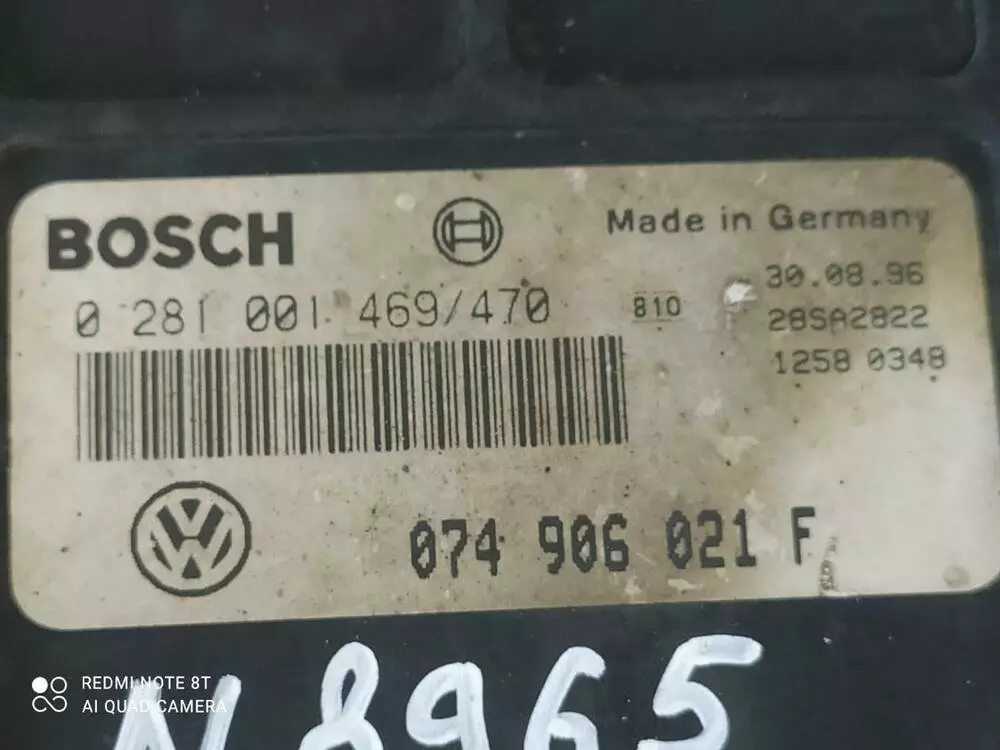 BOSCH
Made in Germany
0 281 001 469/470
810
30.08.96
28SA2822
1258 0348
074 906 021 F
N8965
REDMI NOTE 8T
AI QUAD CAMERA